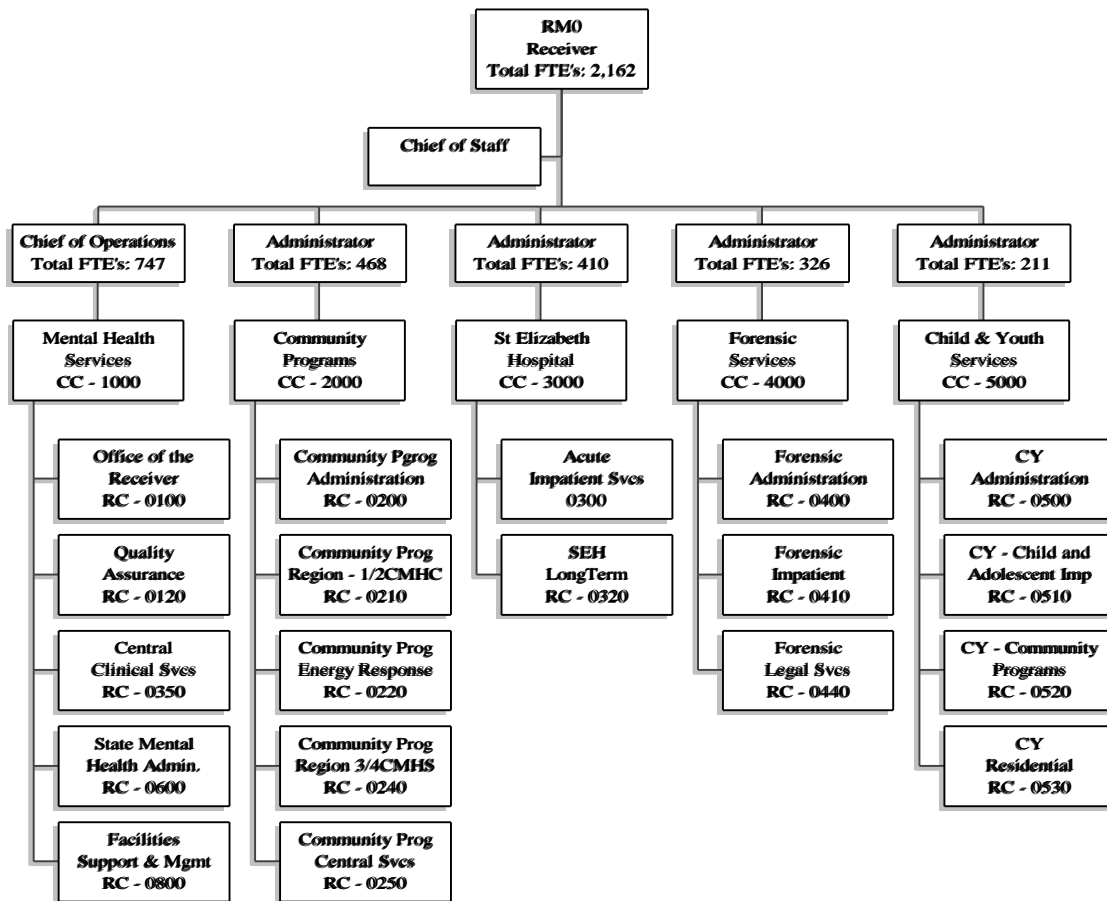 RM0
Receiver
Total FTE's: 2,162
Chief of Staff
Chief of Operations
Total FTE's: 747
Administrator
Total FTE's: 468
Administrator
Total FTE's: 410
Administrator
Total FTE's: 326
Administrator
Total FTE's: 211
Mental Health
Services
CC - 1000
Community
Programs
CC - 2000
St Elizabeth
Hospital
CC - 3000
Forensic
Services
CC - 4000
Child & Youth
Services
CC - 5000
Office of the
Receiver
RC - 0100
Quality
Assurance
RC - 0120
Central
Clinical Svcs
RC - 0350
State Mental
Health Admin.
RC - 0600
Facilities
Support & Mgmt
RC - 0800
Community Pgrog
Administration
RC - 0200
Community Prog
Region - 1/2CMHC
RC - 0210
Community Prog
Energy Response
RC - 0220
Community Prog
Region 3/4CMHS
RC - 0240
Community Prog
Central Svcs
RC - 0250
Acute
Impatient Svcs
0300
SEH
LongTerm
RC - 0320
Forensic
Administration
RC - 0400
Forensic
Impatient
RC - 0410
Forensic
Legal Svcs
RC - 0440
CY
Administration
RC - 0500
CY - Child and
Adolescent Imp
RC - 0510
CY - Community
Programs
RC - 0520
CY
Residential
RC - 0530